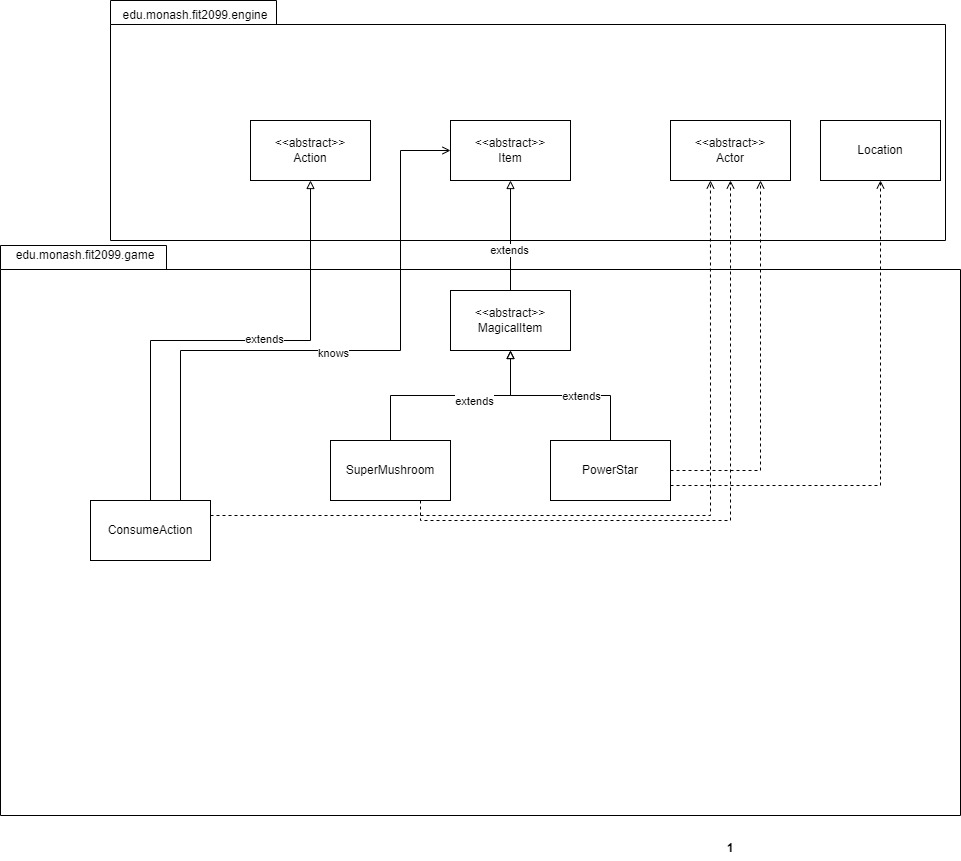 edu.monash.fit2099.engine
<<abstract>>
Action
<<abstract>>
Item
<<abstract>>
Actor
Location
edu.monash.fit2099.game
extends
<<abstract>>
MagicalItem
extends
knows
extends
extends
SuperMushroom
PowerStar
ConsumeAction
1